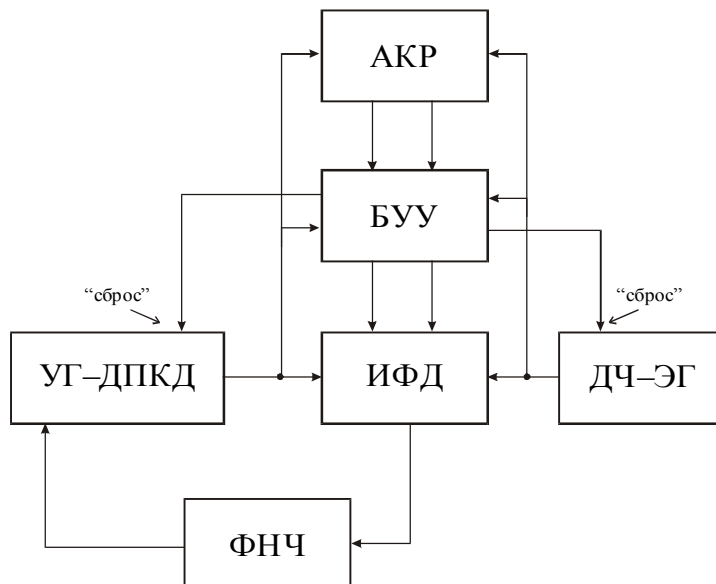 АКР
БУУ
“сброс”
“сброс”
УГ–ДПКД
ИФД
ДЧ–ЭГ
ФНЧ